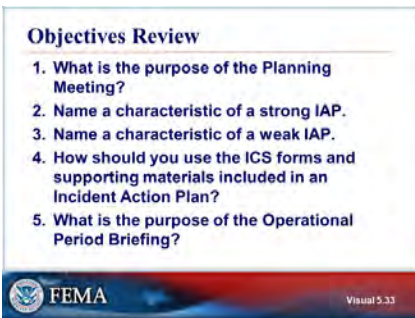 Objectives Review
1. What is the purpose of the Planning
Meeting?
2. Name a characteristic of a strong IAP.
3. Name a characteristic of a weak IAP.
4. How should you use the ICS forms and
supporting materials included in an
Incident Action Plan?
5. What is the purpose of the Operational
Period Briefing?
FEMA
Visual 5.33